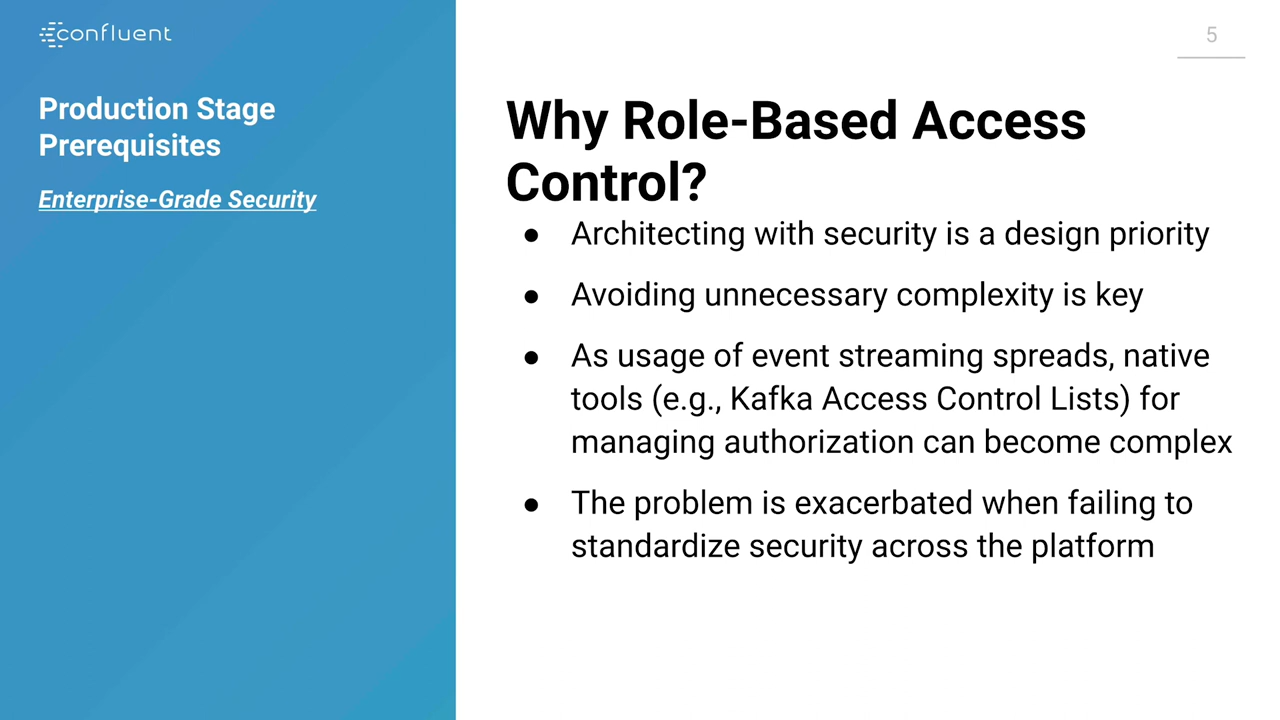 confluent
Production Stage
Prerequisites
Enterprise-Grade Security
5
Why Role-Based Access
Control?
● Architecting with security is a design priority
● Avoiding unnecessary complexity is key
● As usage of event streaming spreads, native
tools (e.g., Kafka Access Control Lists) for
managing authorization can become complex
● The problem is exacerbated when failing to
standardize security across the platform